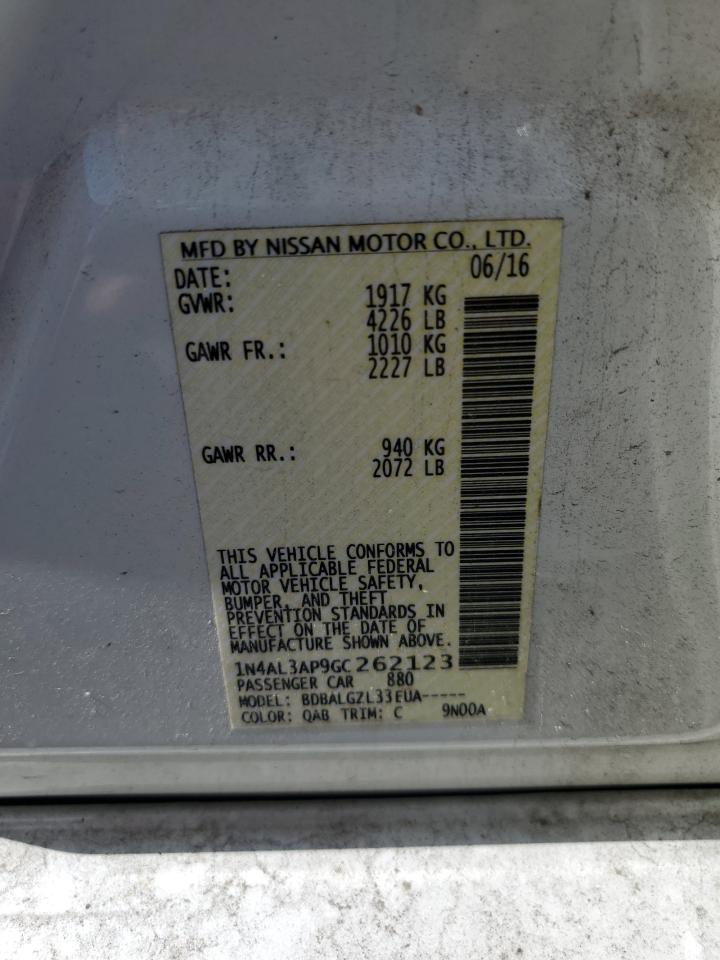 MFD BY NISSAN MOTOR CO., LTD.
DATE: 06/16
GVWR: 1917 KG
4226 LB
GAWR FR.: 1010 KG
2227 LB
GAWR RR.: 940 KG
2072 LB
THIS VEHICLE CONFORMS TO
ALL APPLICABLE FEDERAL
MOTOR VEHICLE SAFETY,
BUMPER, AND THEFT
PREVENTION STANDARDS IN
EFFECT ON THE DATE OF
MANUFACTURE SHOWN ABOVE.
1N4AL3AP9GC262123
PASSENGER CAR 880
MODEL: BDBALGZL33EUA-----
COLOR: QAB TRIM: C 9N00A